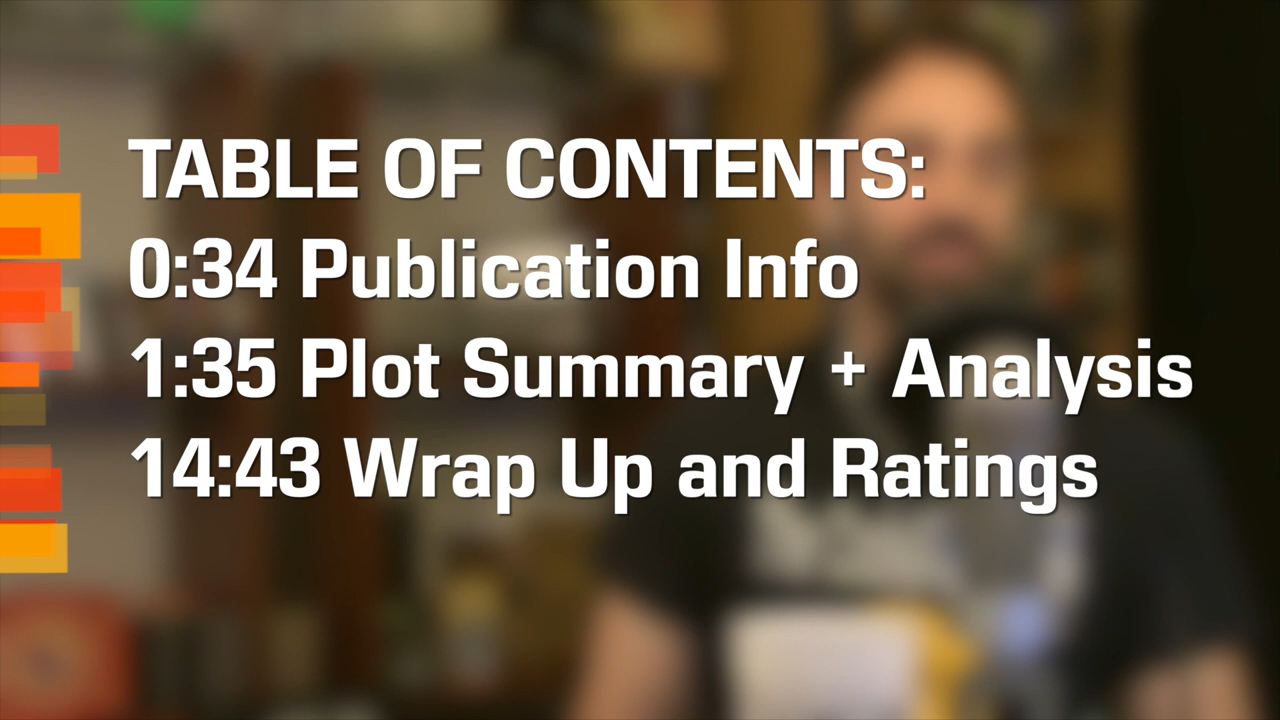 TABLE OF CONTENTS:
0:34 Publication Info
1:35 Plot Summary + Analysis
14:43 Wrap Up and Ratings